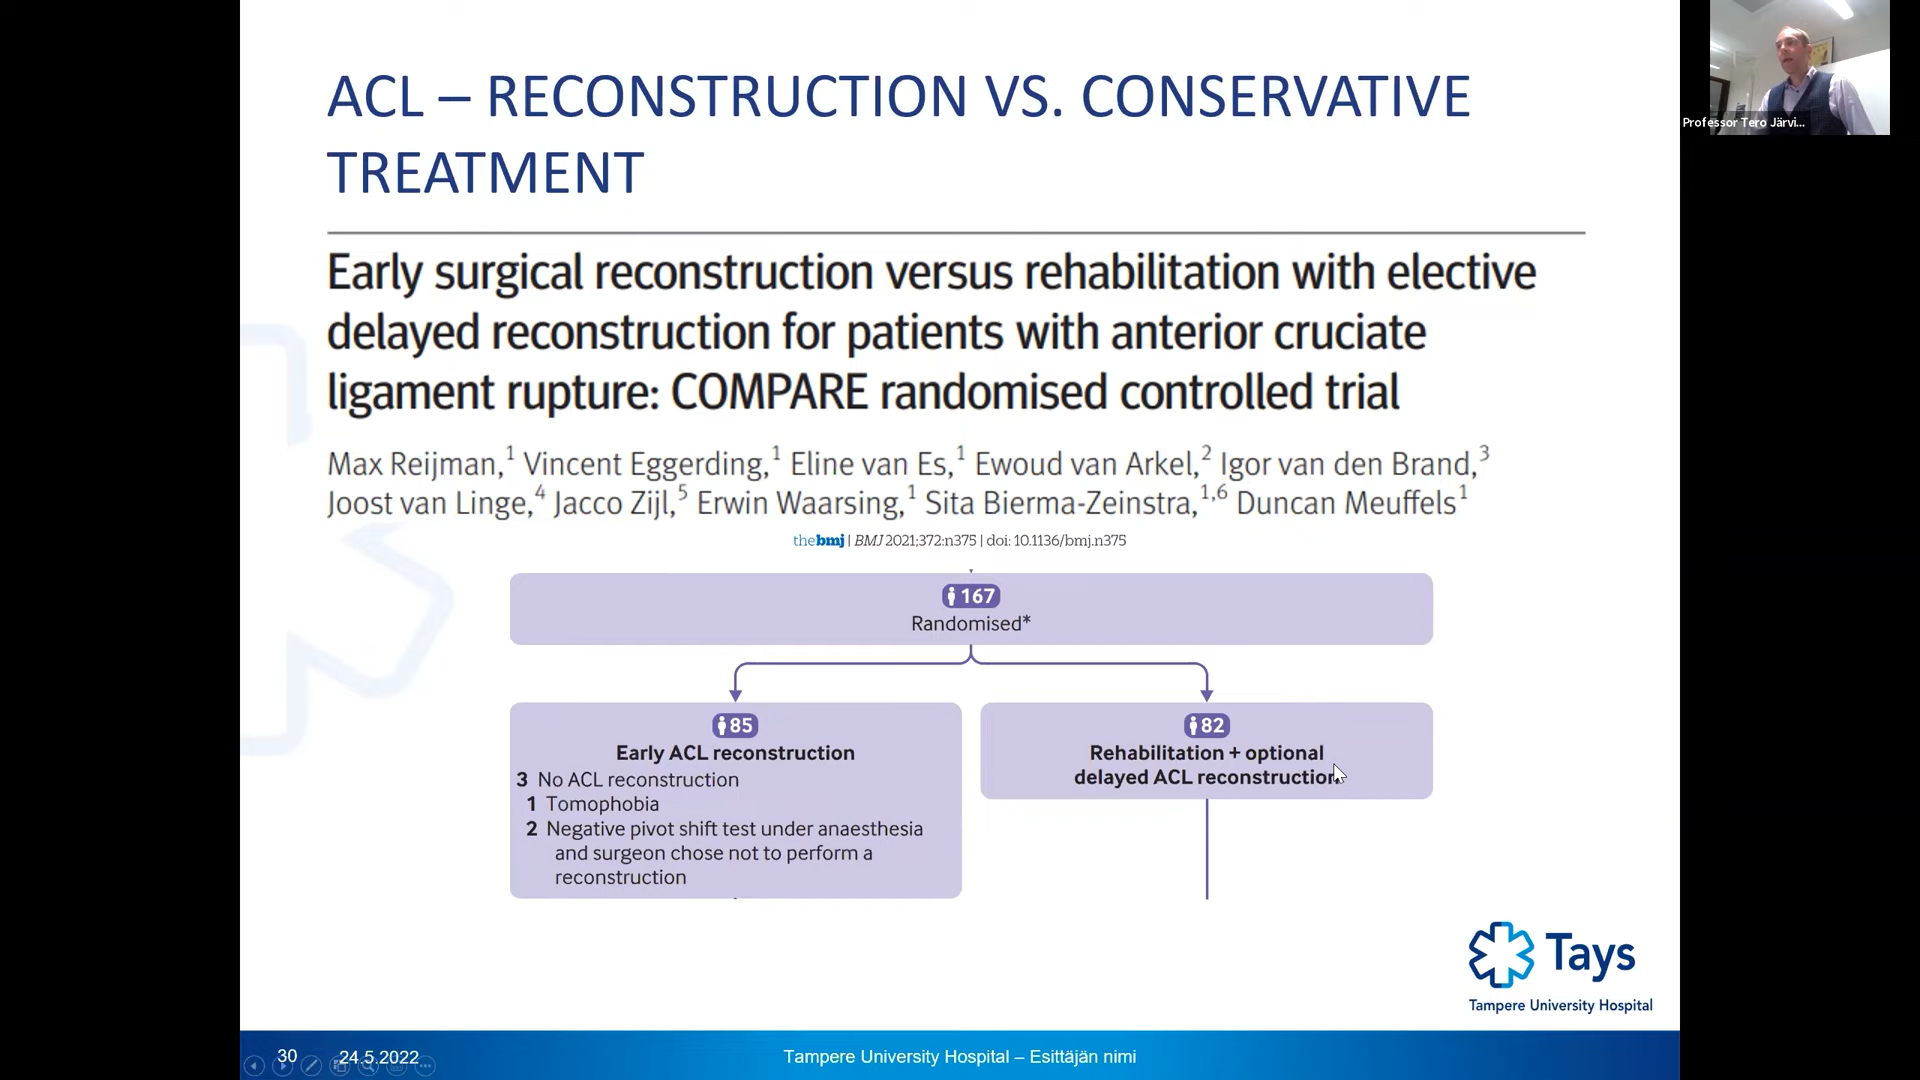 ACL – RECONSTRUCTION VS. CONSERVATIVE
TREATMENT
Professor Tero Järvi...
Early surgical reconstruction versus rehabilitation with elective
delayed reconstruction for patients with anterior cruciate
ligament rupture: COMPARE randomised controlled trial
Max Reijman,1 Vincent Eggerding,1 Eline van Es,1 Ewoud van Arkel,2 Igor van den Brand,3
Joost van Linge,4 Jacco Zijl,5 Erwin Waarsing,1 Sita Bierma-Zeinstra,1,6 Duncan Meuffels1
thebmj | BMJ 2021;372:n375 | doi: 10.1136/bmj.n375
167
Randomised*
85
Early ACL reconstruction
3 No ACL reconstruction
1 Tomophobia
2 Negative pivot shift test under anaesthesia
and surgeon chose not to perform a
reconstruction
82
Rehabilitation + optional
delayed ACL reconstruction
Tays
Tampere University Hospital
30
24.5.2022
Tampere University Hospital – Esittäjän nimi